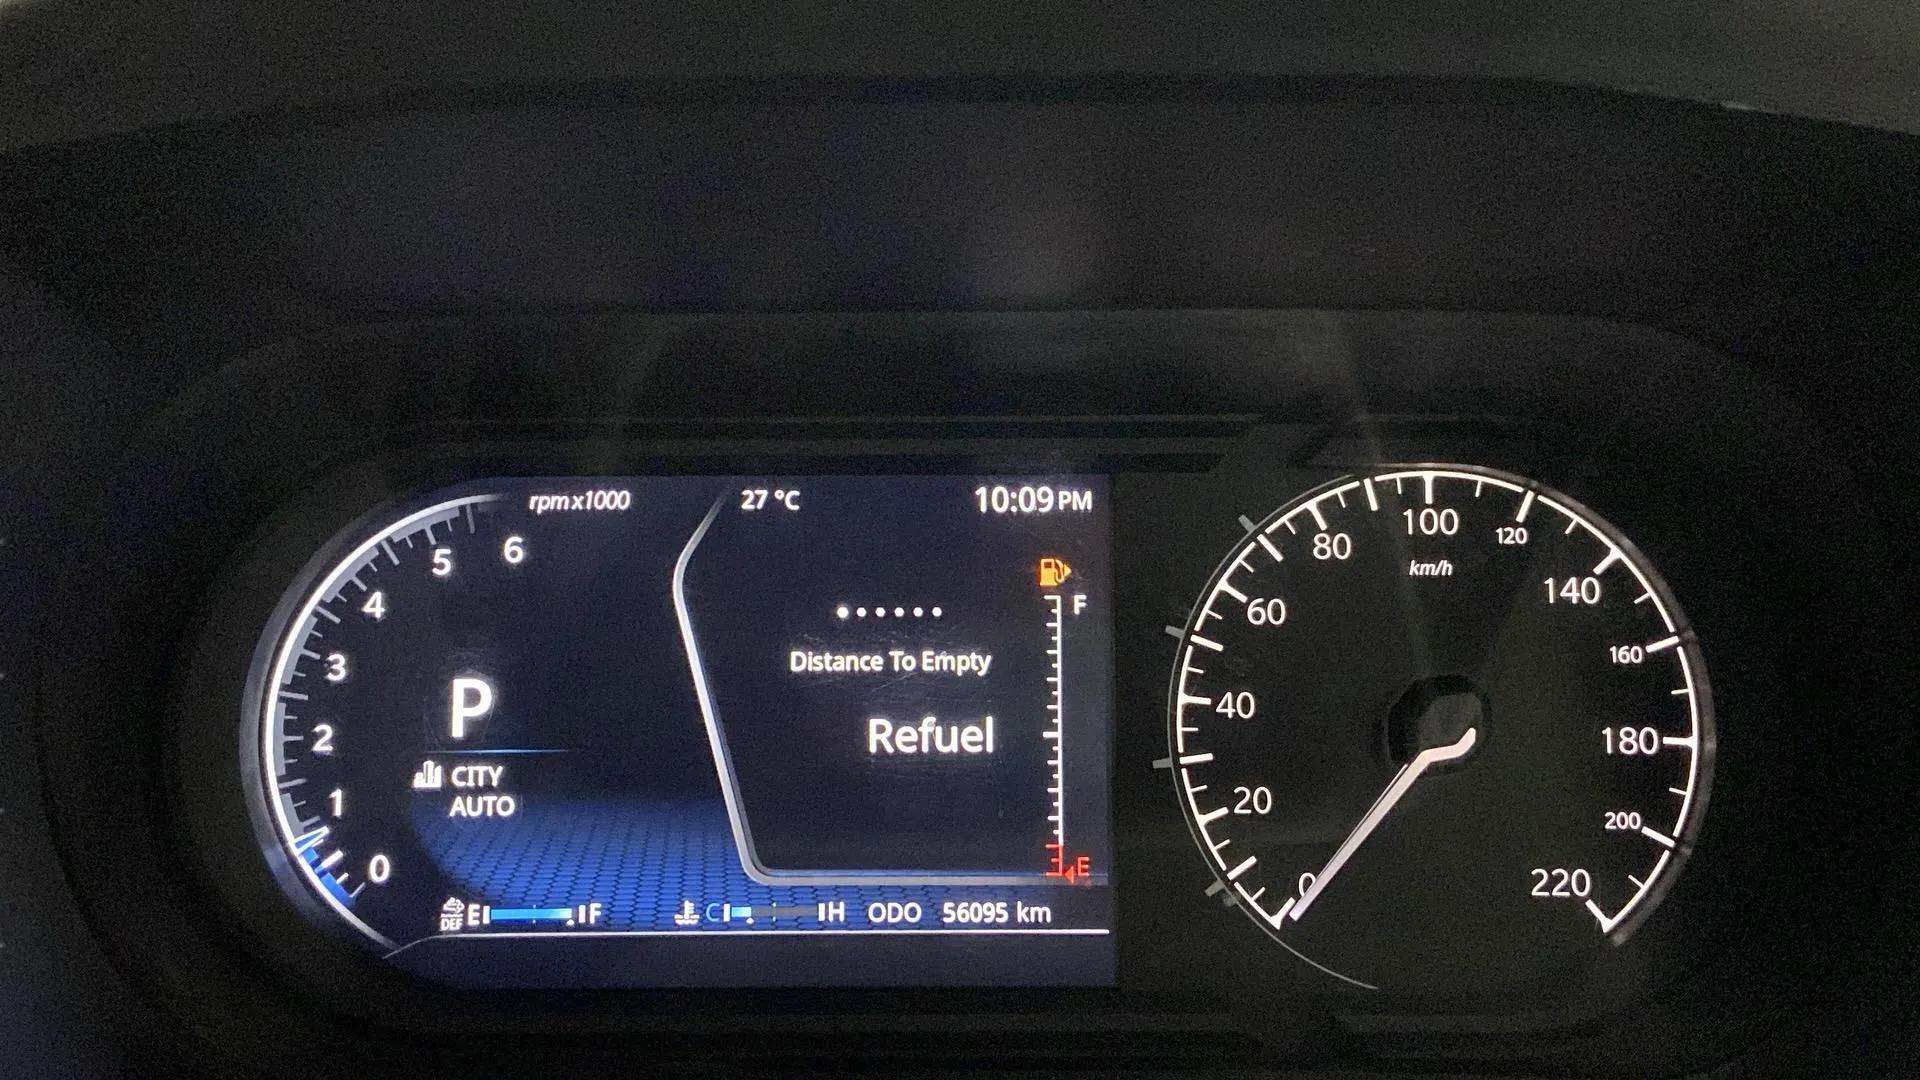 rpm x1000
27 °C
10:09 PM
6
5
4
3
2
1
0
P
CITY
AUTO
Distance To Empty
Refuel
F
E
DEF E F
C H
ODO 56095 km
0
20
40
60
80
100
120
140
160
180
200
220
km/h